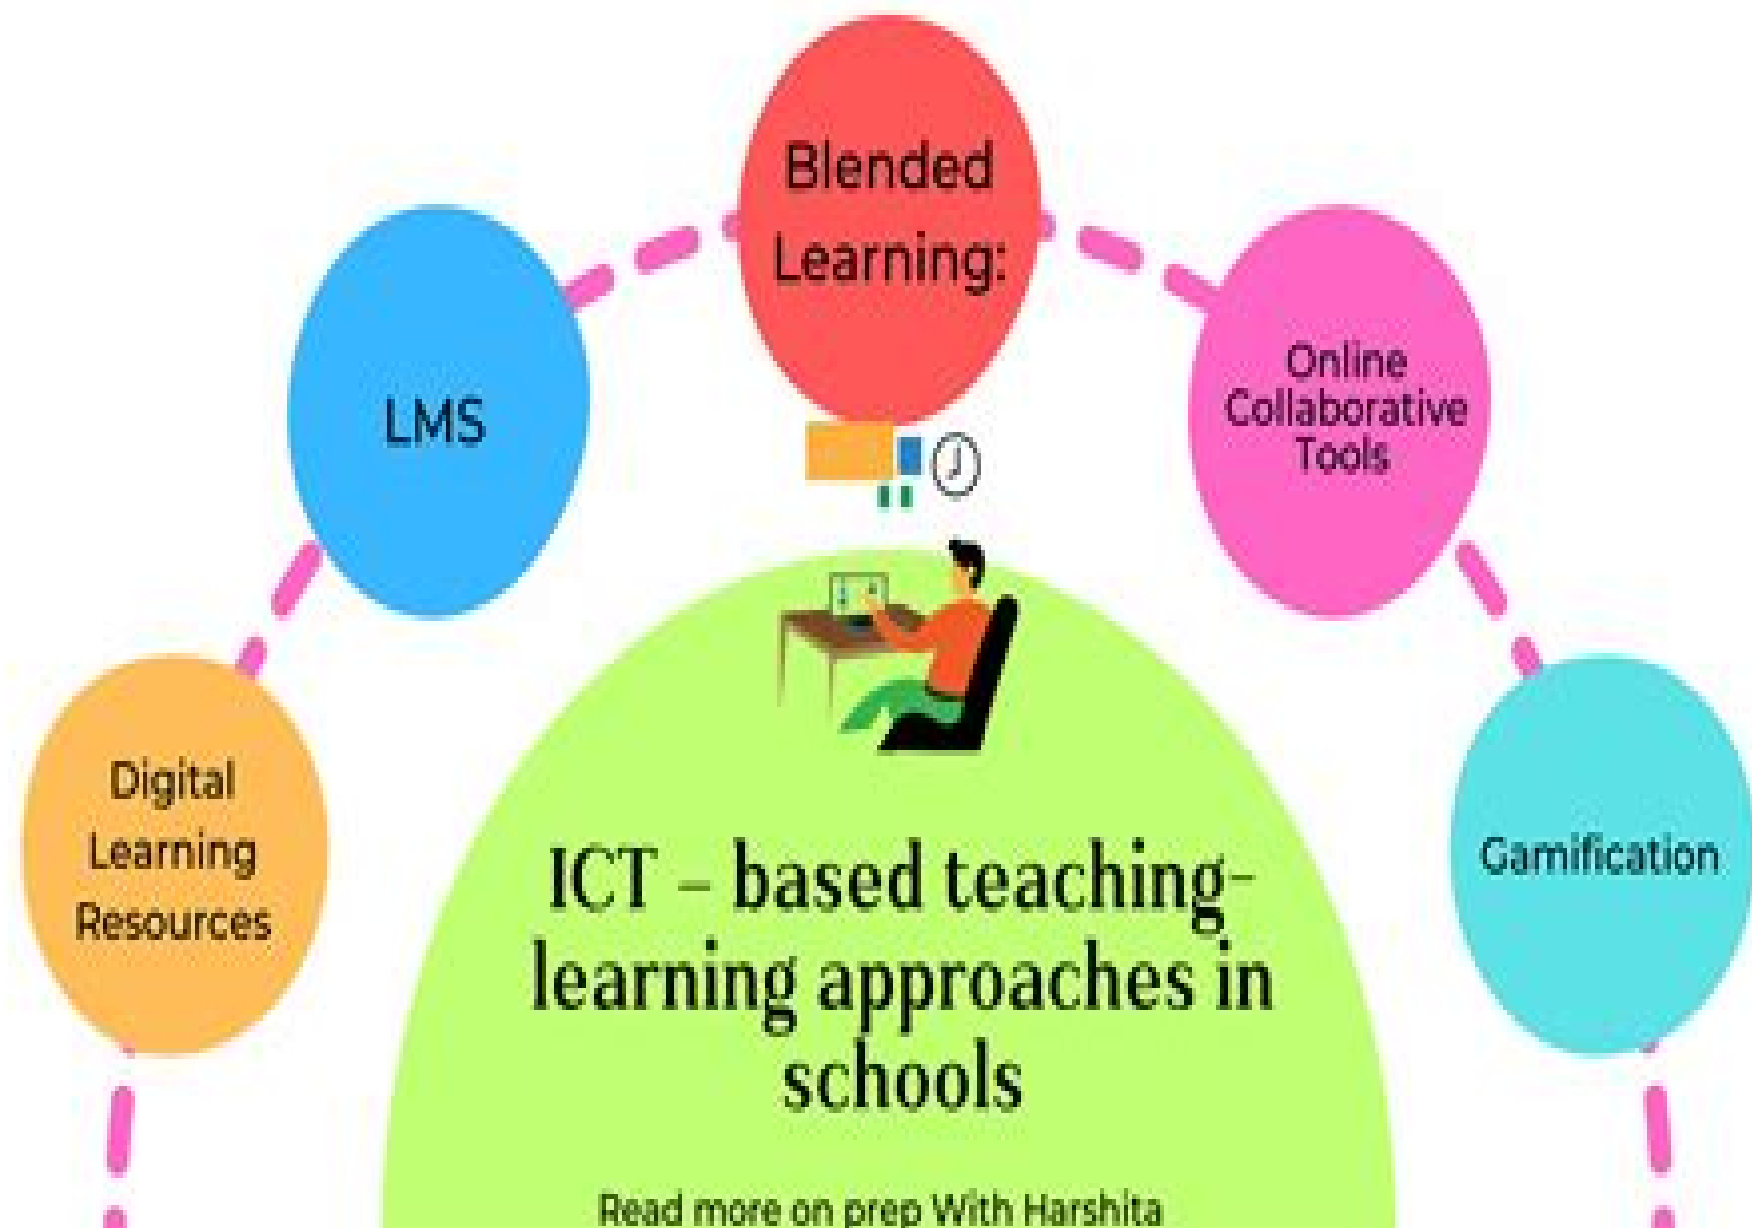 Blended
Learning:
LMS
Online
Collaborative
Tools
Digital
Learning
Resources
Gamification
ICT – based teaching-
learning approaches in
schools
Read more on prep With Harshita